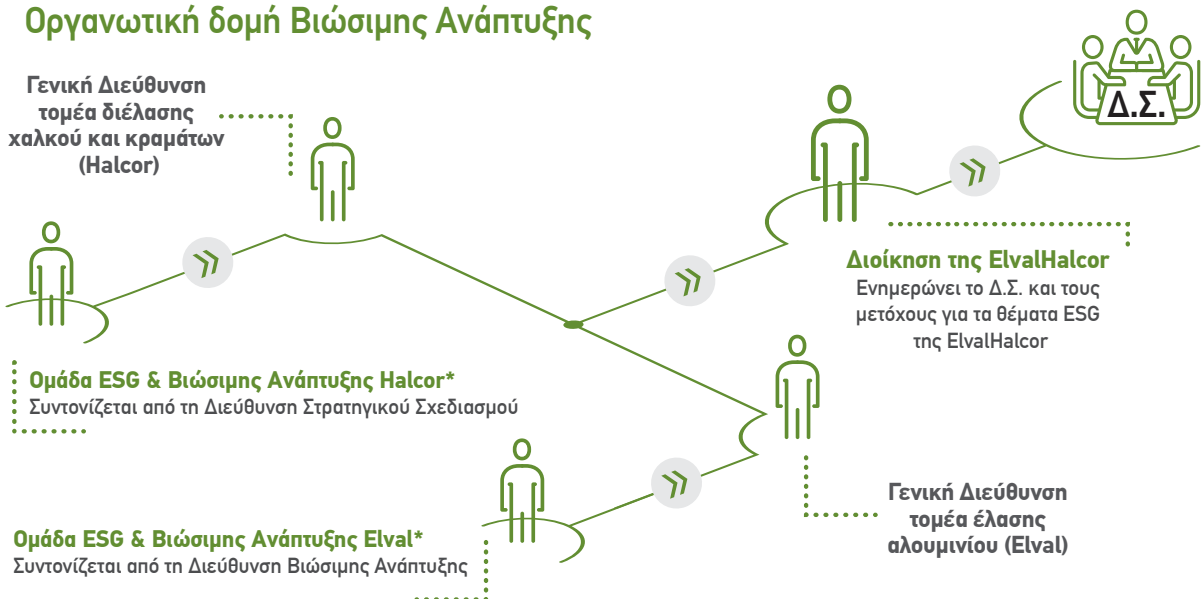 Οργανωτική δομή Βιώσιμης Ανάπτυξης
Γενική Διεύθυνση
τομέα διέλασης
χαλκού και κραμάτων
(Halcor)
Δ.Σ.
Διοίκηση της ElvalHalcor
Ενημερώνει το Δ.Σ. και τους
μετόχους για τα θέματα ESG
της ElvalHalcor
Ομάδα ESG & Βιώσιμης Ανάπτυξης Halcor*
Συντονίζεται από τη Διεύθυνση Στρατηγικού Σχεδιασμού
Γενική Διεύθυνση
τομέα έλασης
αλουμινίου (Elval)
Ομάδα ESG & Βιώσιμης Ανάπτυξης Elval*
Συντονίζεται από τη Διεύθυνση Βιώσιμης Ανάπτυξης